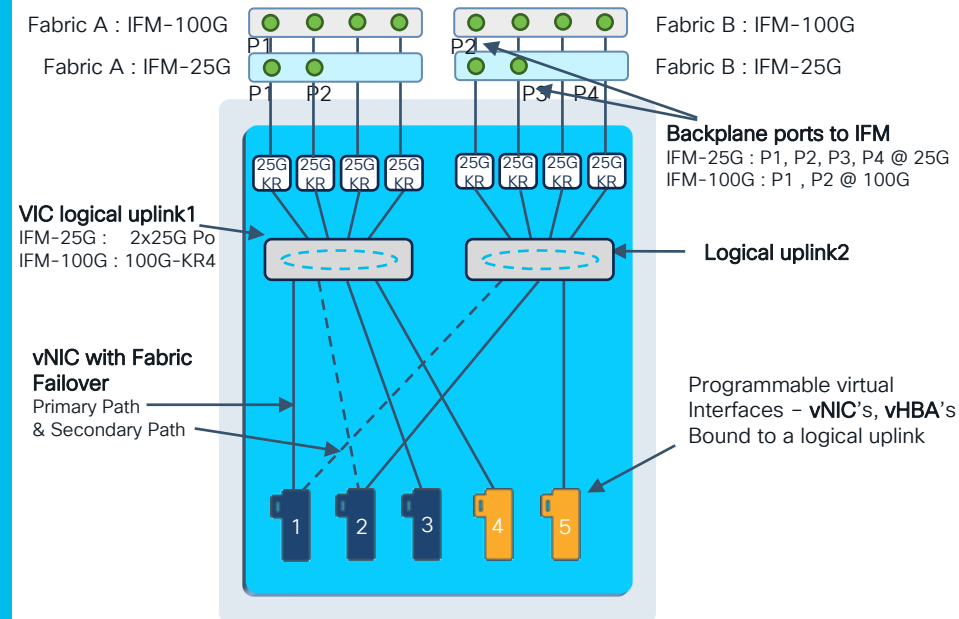 Fabric A : IFM-100G
Fabric B : IFM-100G
P1
P2
Fabric A : IFM-25G
Fabric B : IFM-25G
P1
P2
P3
P4
Backplane ports to IFM
IFM-25G : P1, P2, P3, P4 @ 25G
IFM-100G : P1 , P2 @ 100G
25G
KR
25G
KR
25G
KR
25G
KR
25G
KR
25G
KR
25G
KR
25G
KR
VIC logical uplink1
IFM-25G : 2x25G Po
IFM-100G : 100G-KR4
Logical uplink2
vNIC with Fabric
Failover
Primary Path
& Secondary Path
Programmable virtual
Interfaces – vNIC's, vHBA's
Bound to a logical uplink
1
2
3
4
5